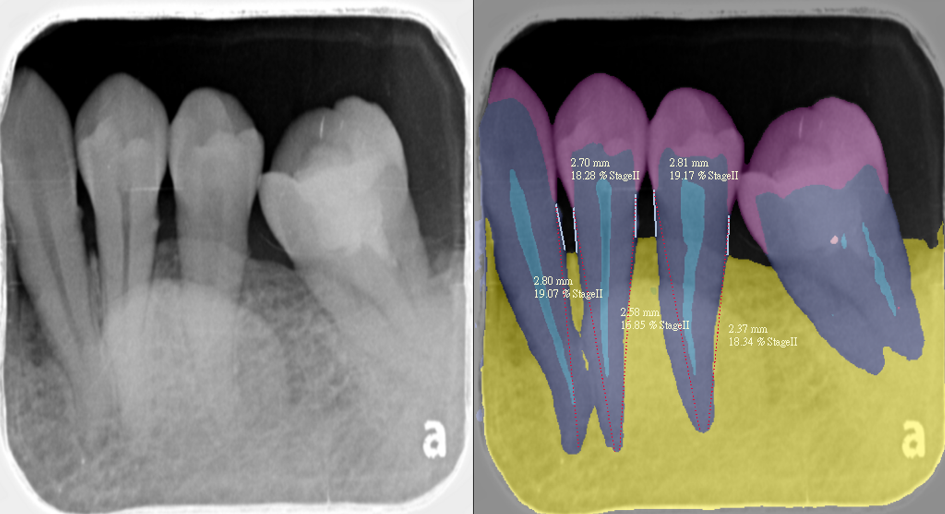 2.70 mm
18.28 % StageII
2.81 mm
19.17 % StageII
2.80 mm
19.07 % StageII
2.58 mm
16.85 % StageII
2.37 mm
18.34 % StageII
a
a